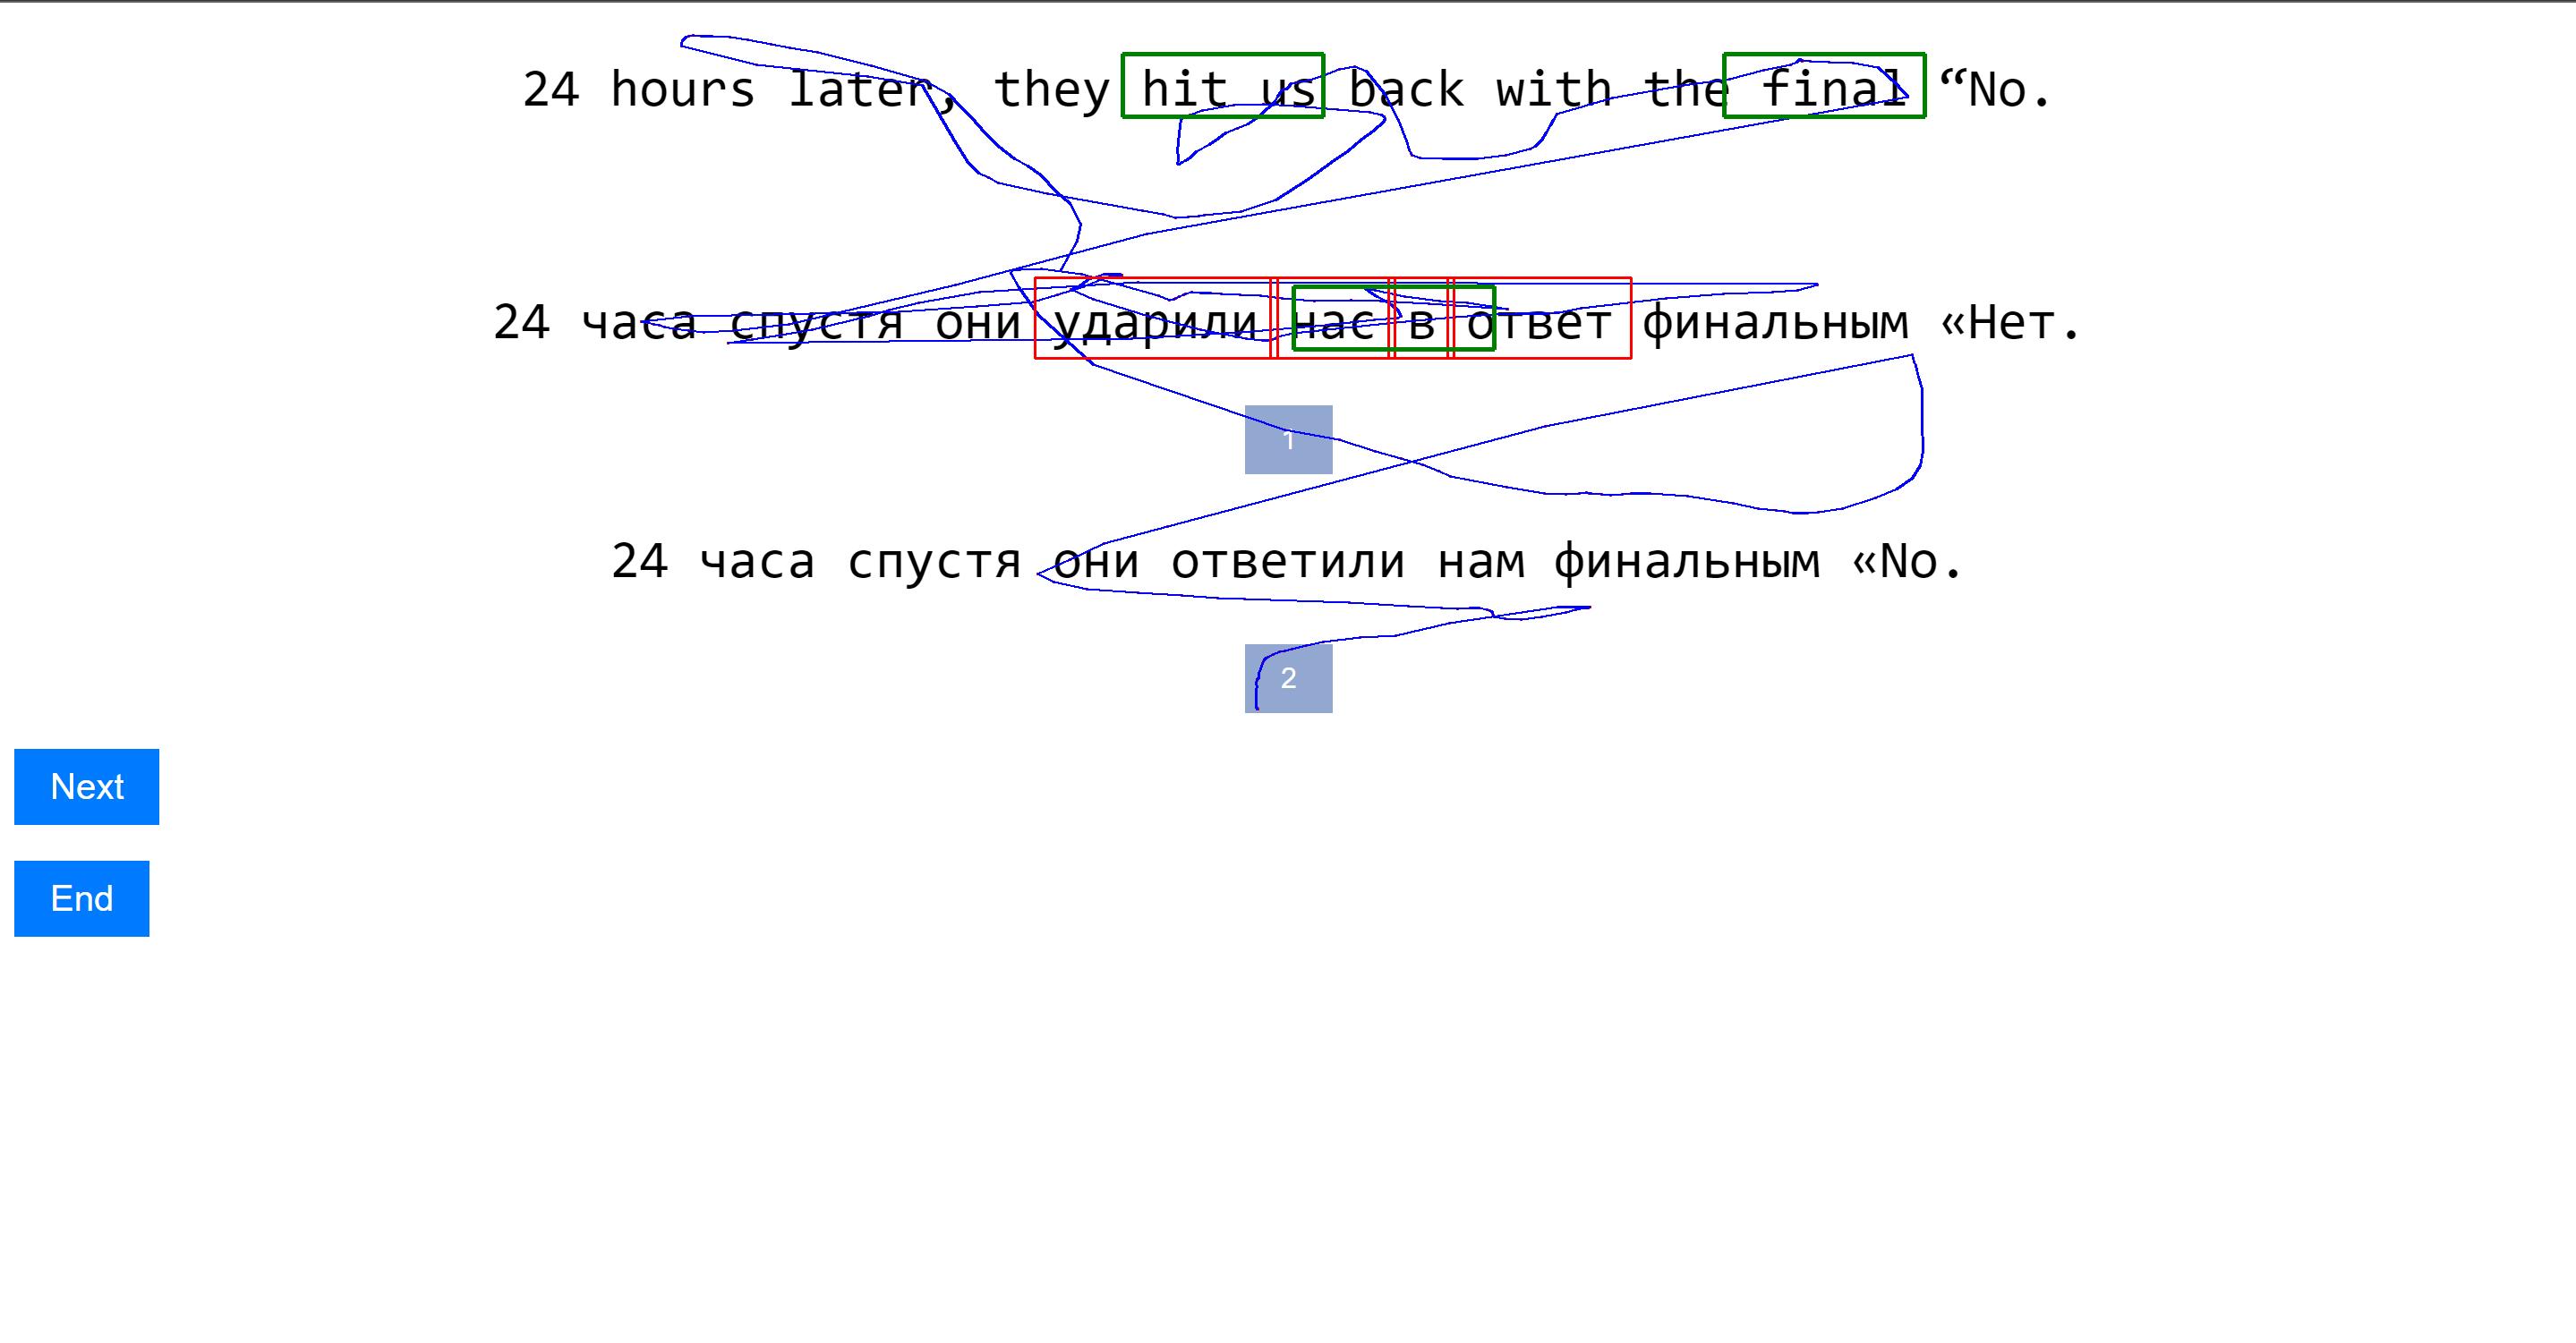 24 hours later, they hit us back with the final “No.
24 часа спустя они ударили нас в ответ финальным «Нет.
1
24 часа спустя они ответили нам финальным «No.
2
Next
End